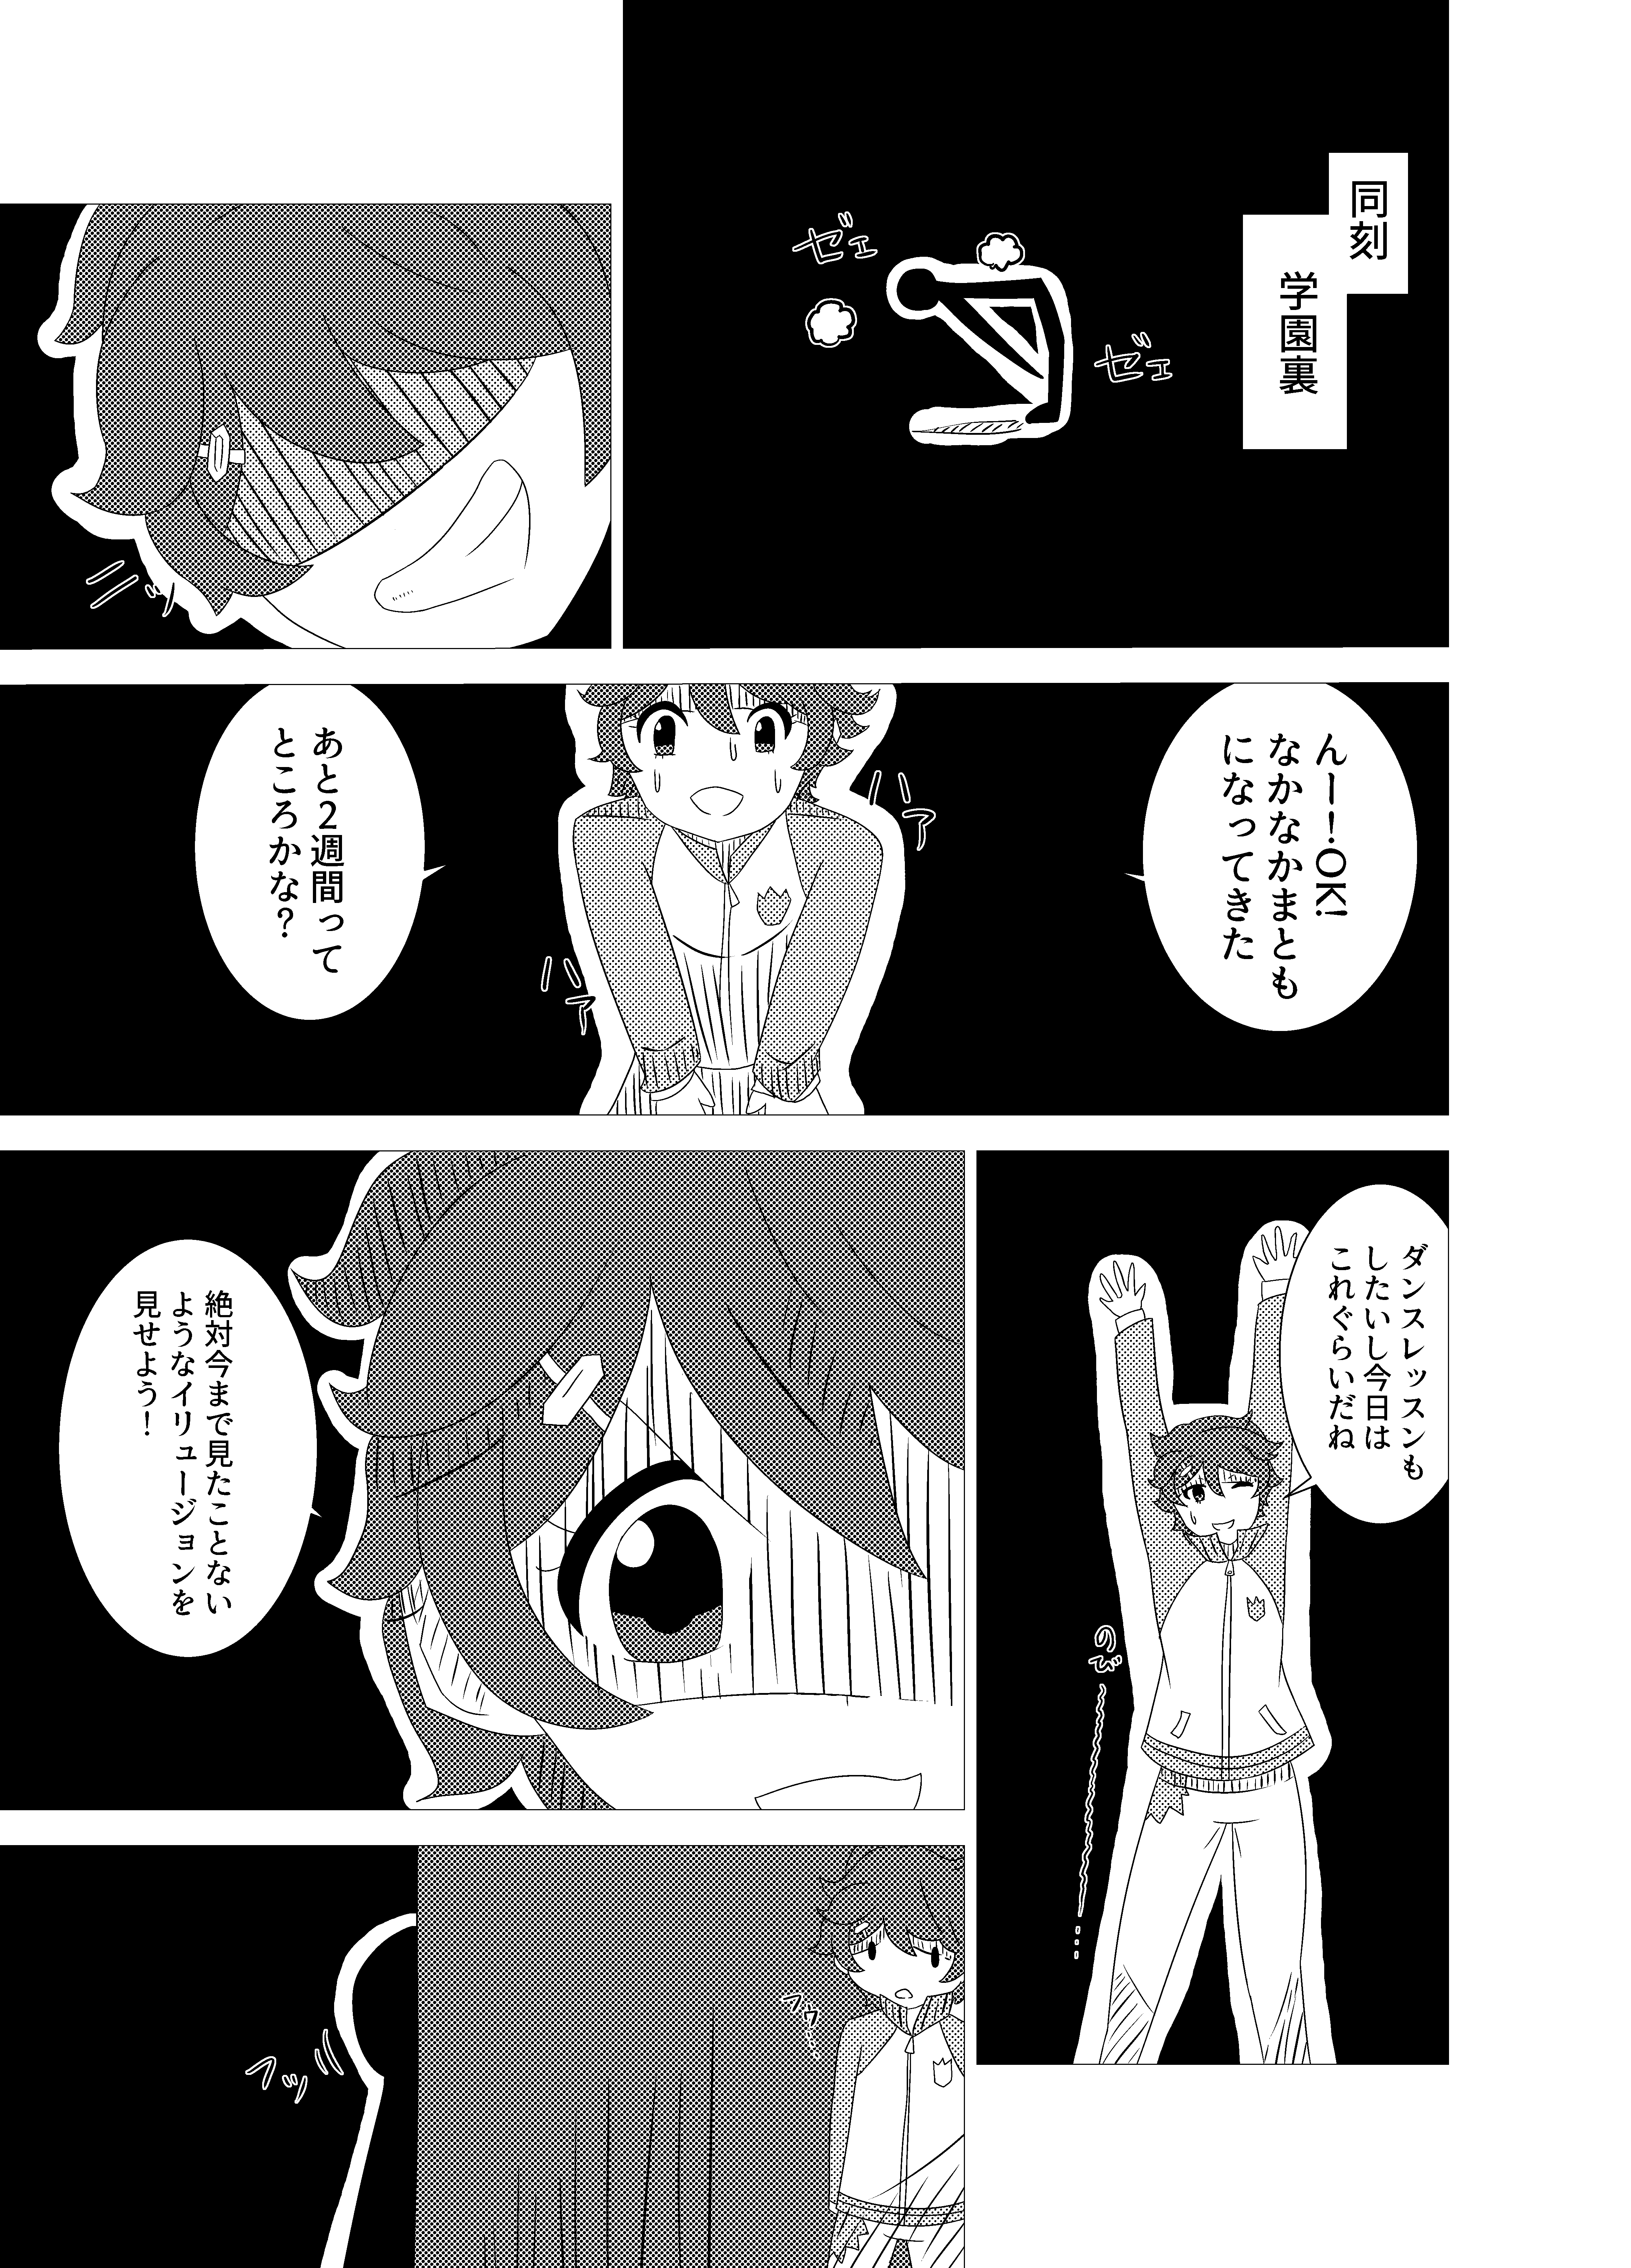 同刻
学園裏
ゼェ
ゼェ
ニッ
んー！OK!
なかなかまとも
になってきた
ハァ
ハァ
あと２週間って
ところかな？
ダンスレッスンも
したいし今日は
これぐらいだね
のび
絶対今まで見たことない
ようなイリュージョンを
見せよう！
フゥ…
フッ